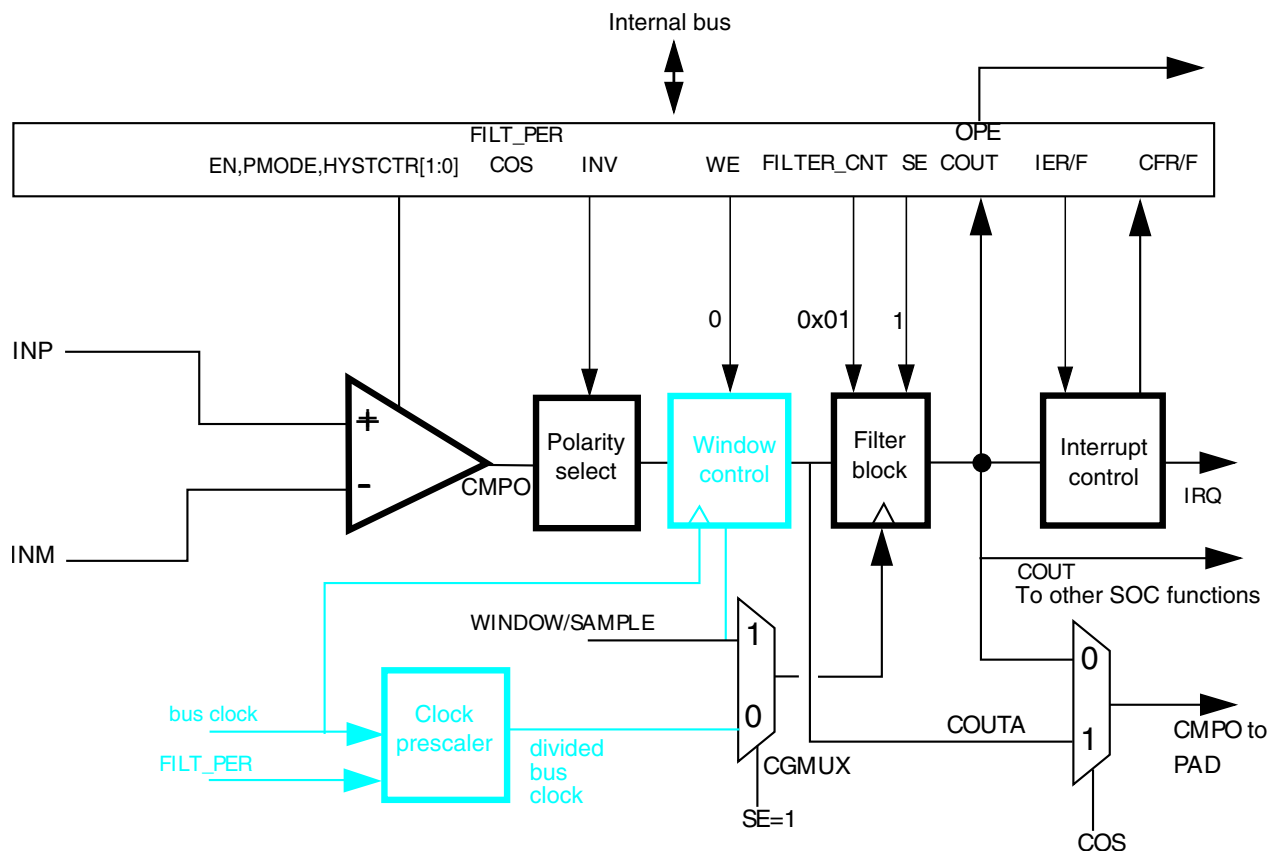 Internal bus
FILT_PER
OPE
EN,PMODE,HYSTCTR[1:0]
COS
INV
WE
FILTER_CNT
SE
COUT
IER/F
CFR/F
0
0x01
1
INP
+
-
INM
CMPO
Polarity
select
Window
control
Filter
block
Interrupt
control
IRQ
COUT
To other SOC functions
WINDOW/SAMPLE
1
0
CGMUX
SE=1
bus clock
FILT_PER
Clock
prescaler
divided
bus
clock
COUTA
0
1
COS
CMPO to
PAD